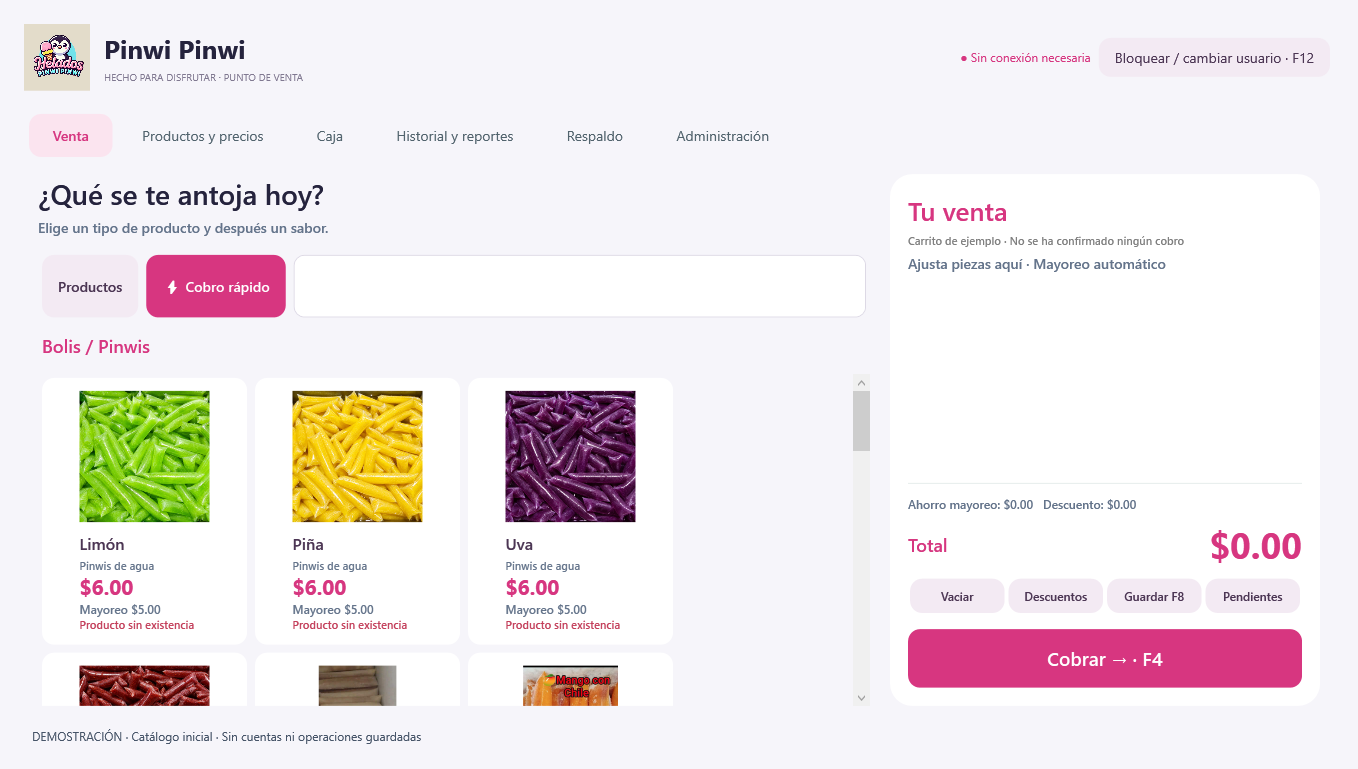 Helados
PINWI PINWI
Pinwi Pinwi
HECHO PARA DISFRUTAR · PUNTO DE VENTA
● Sin conexión necesaria
Bloquear / cambiar usuario · F12
Venta
Productos y precios
Caja
Historial y reportes
Respaldo
Administración
¿Qué se te antoja hoy?
Elige un tipo de producto y después un sabor.
Productos
Cobro rápido
Bolis / Pinwis
Limón
Pinwis de agua
$6.00
Mayoreo $5.00
Producto sin existencia
Piña
Pinwis de agua
$6.00
Mayoreo $5.00
Producto sin existencia
Uva
Pinwis de agua
$6.00
Mayoreo $5.00
Producto sin existencia
Mango con
Chile
Tu venta
Carrito de ejemplo · No se ha confirmado ningún cobro
Ajusta piezas aquí · Mayoreo automático
Ahorro mayoreo: $0.00 Descuento: $0.00
Total
$0.00
Vaciar
Descuentos
Guardar F8
Pendientes
Cobrar → · F4
DEMOSTRACIÓN · Catálogo inicial · Sin cuentas ni operaciones guardadas